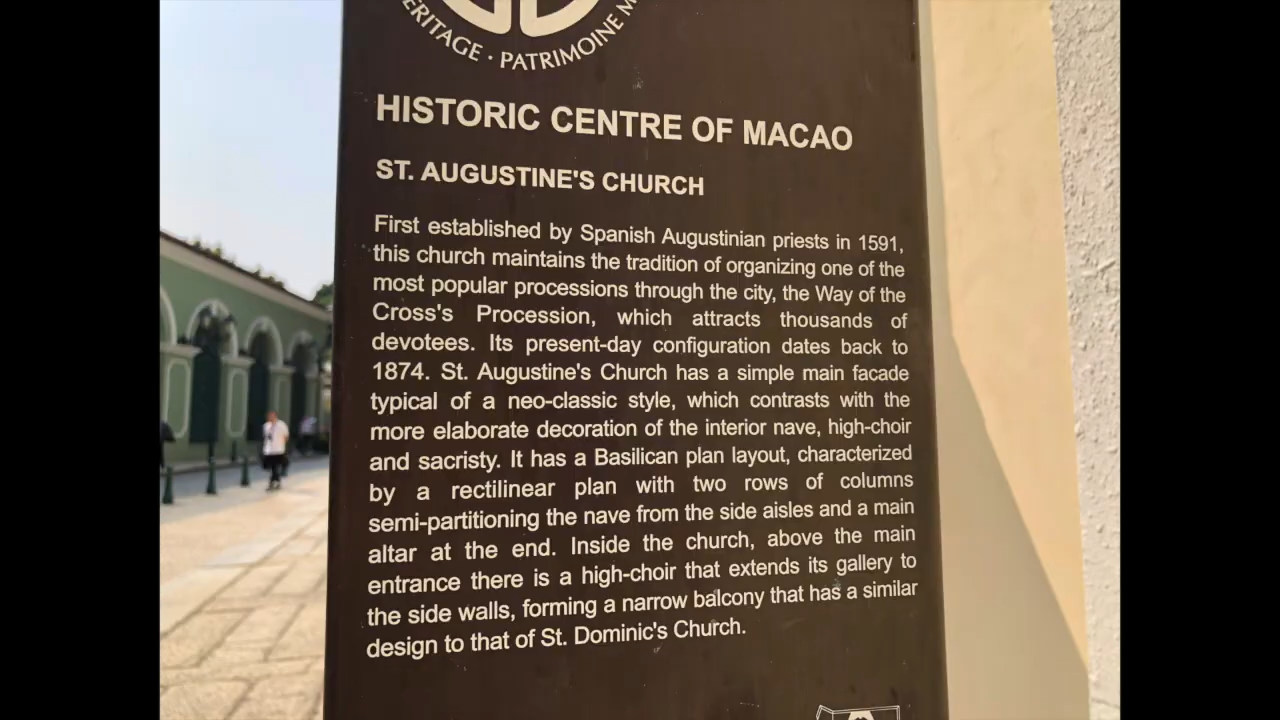 ERITAGE · PATRIMOINE M
HISTORIC CENTRE OF MACAO
ST. AUGUSTINE'S CHURCH
First established by Spanish Augustinian priests in 1591,
this church maintains the tradition of organizing one of the
most popular processions through the city, the Way of the
Cross's Procession, which attracts thousands of
devotees. Its present-day configuration dates back to
1874. St. Augustine's Church has a simple main facade
typical of a neo-classic style, which contrasts with the
more elaborate decoration of the interior nave, high-choir
and sacristy. It has a Basilican plan layout, characterized
by a rectilinear plan with two rows of columns
semi-partitioning the nave from the side aisles and a main
altar at the end. Inside the church, above the main
entrance there is a high-choir that extends its gallery to
the side walls, forming a narrow balcony that has a similar
design to that of St. Dominic's Church.